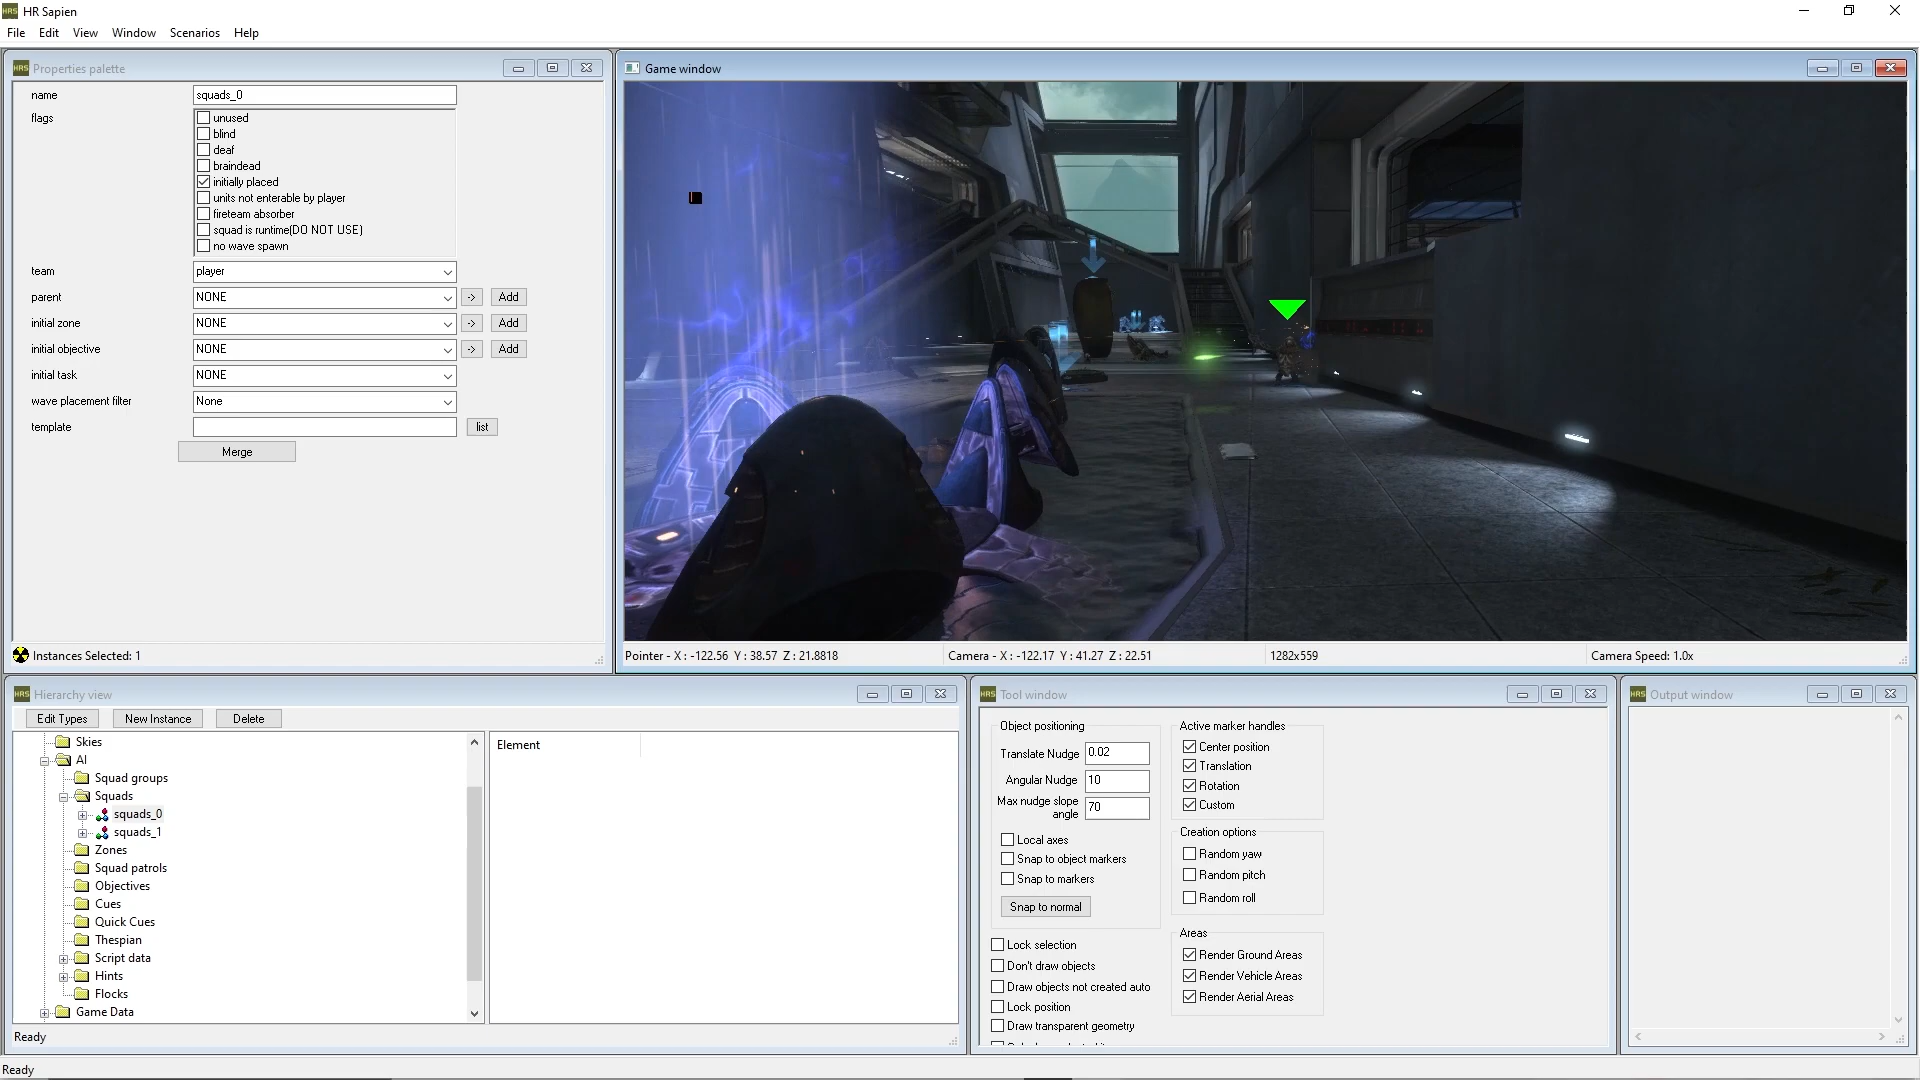 HRS HR Sapien
File Edit View Window Scenarios Help
HRS Properties palette
name squads_0
flags unused
blind
deaf
braindead
initially placed
units not enterable by player
fireteam absorber
squad is runtime(DO NOT USE)
no wave spawn
team player
parent NONE -> Add
initial zone NONE -> Add
initial objective NONE -> Add
initial task NONE
wave placement filter None
template list
Merge
Instances Selected: 1
Game window
Pointer - X : -122.56 Y : 38.57 Z : 21.8818 Camera - X : -122.17 Y : 41.27 Z : 22.51 1282x559 Camera Speed: 1.0x
HRS Hierarchy view
Edit Types New Instance Delete
Skies
AI
Squad groups
Squads
squads_0
squads_1
Zones
Squad patrols
Objectives
Cues
Quick Cues
Thespian
Script data
Hints
Flocks
Game Data
Element
Ready
HRS Tool window
Object positioning
Translate Nudge 0.02
Angular Nudge 10
Max nudge slope
angle 70
Local axes
Snap to object markers
Snap to markers
Snap to normal
Lock selection
Don't draw objects
Draw objects not created auto
Lock position
Draw transparent geometry
Active marker handles
Center position
Translation
Rotation
Custom
Creation options
Random yaw
Random pitch
Random roll
Areas
Render Ground Areas
Render Vehicle Areas
Render Aerial Areas
HRS Output window
Ready